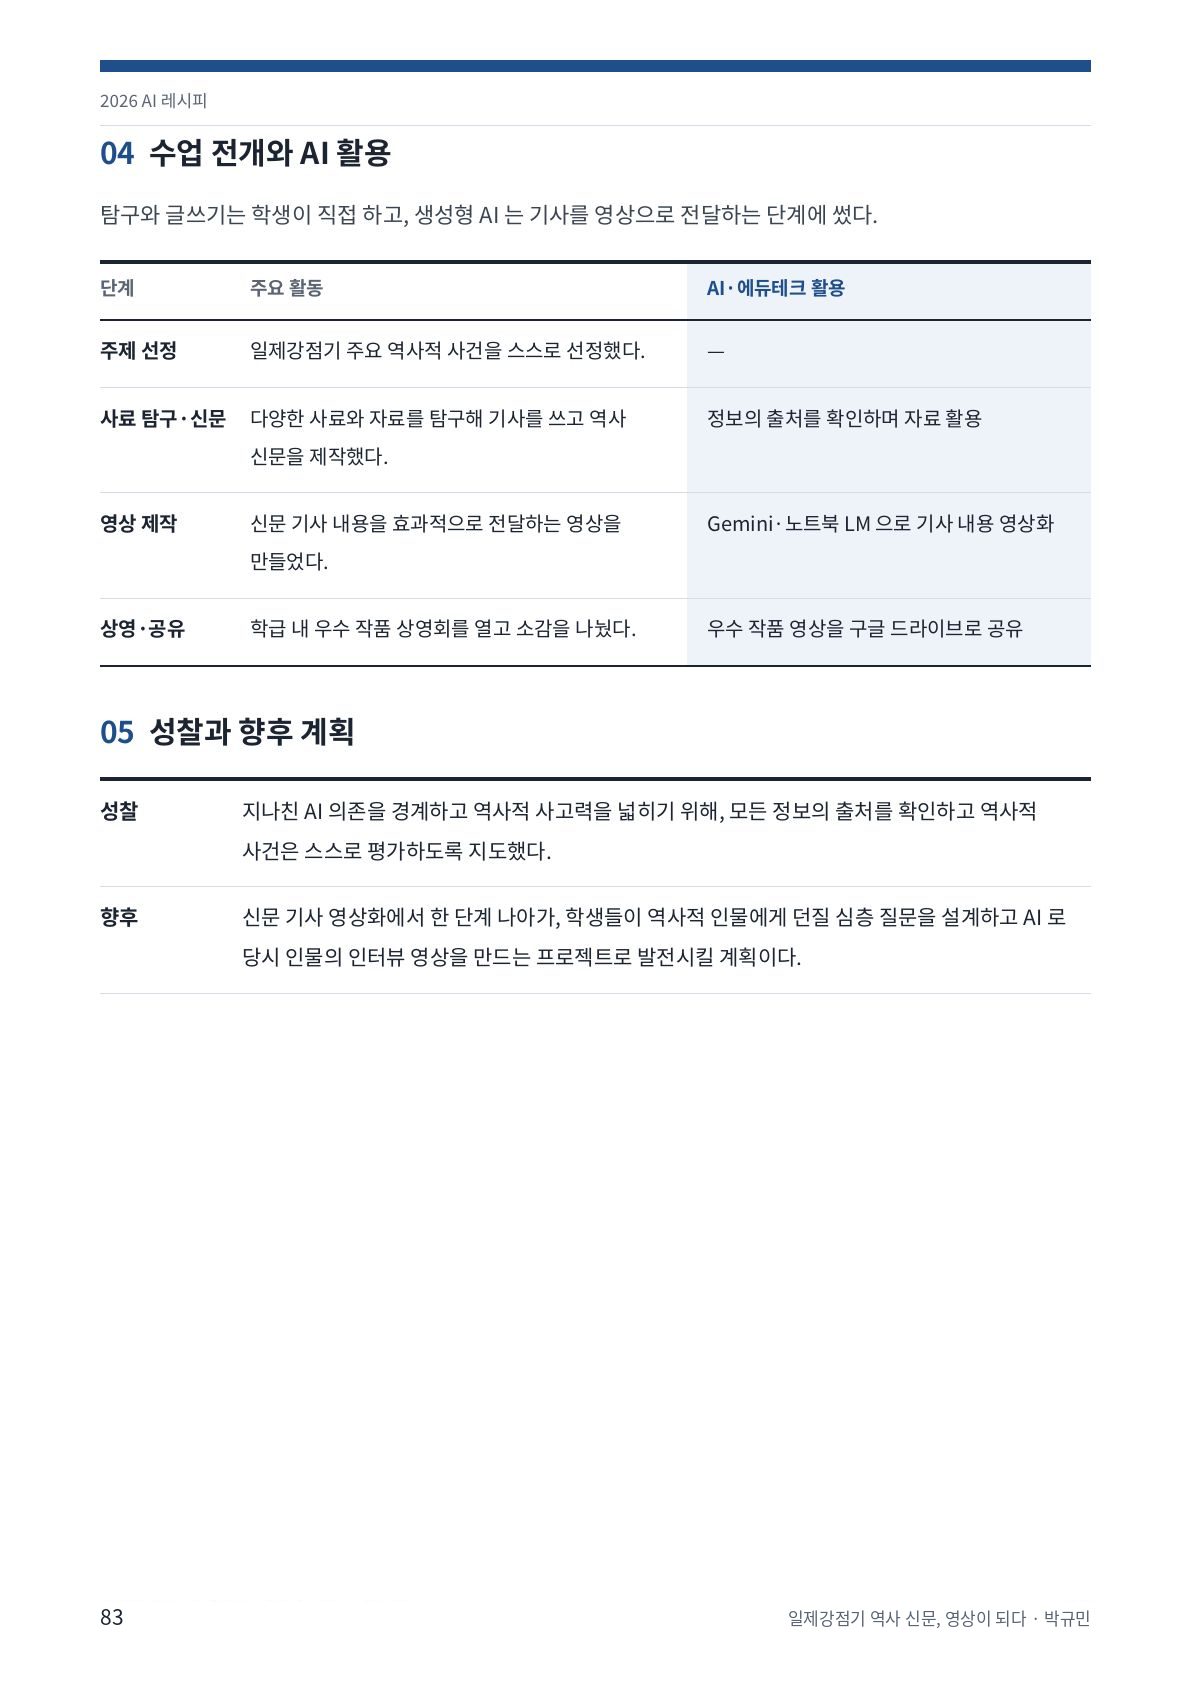 2026 AI 레시피
04 수업 전개와 AI 활용
탐구와 글쓰기는 학생이 직접 하고, 생성형 AI 는 기사를 영상으로 전달하는 단계에 썼다.
단계 주요 활동 AI·에듀테크 활용
주제 선정 일제강점기 주요 역사적 사건을 스스로 선정했다. —
사료 탐구·신문 다양한 사료와 자료를 탐구해 기사를 쓰고 역사 정보의 출처를 확인하며 자료 활용
신문을 제작했다.
영상 제작 신문 기사 내용을 효과적으로 전달하는 영상을 Gemini·노트북 LM 으로 기사 내용 영상화
만들었다.
상영·공유 학급 내 우수 작품 상영회를 열고 소감을 나눴다. 우수 작품 영상을 구글 드라이브로 공유
05 성찰과 향후 계획
성찰 지나친 AI 의존을 경계하고 역사적 사고력을 넓히기 위해, 모든 정보의 출처를 확인하고 역사적
사건은 스스로 평가하도록 지도했다.
향후 신문 기사 영상화에서 한 단계 나아가, 학생들이 역사적 인물에게 던질 심층 질문을 설계하고 AI 로
당시 인물의 인터뷰 영상을 만드는 프로젝트로 발전시킬 계획이다.
83 일제강점기 역사 신문, 영상이 되다 · 박규민